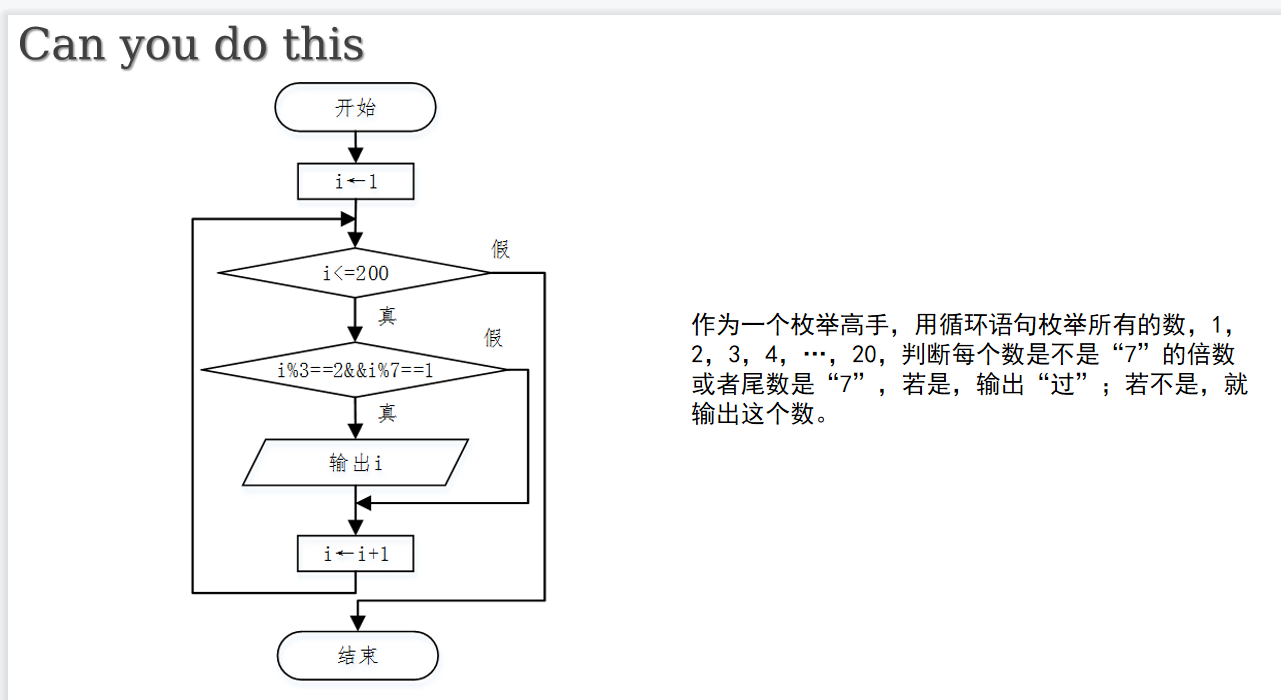 Can you do this
开始
i←1
假
i<=200
真
假
i%3==2&&i%7==1
真
输出i
i←i+1
结束
作为一个枚举高手，用循环语句枚举所有的数，1，
2，3，4，…，20，判断每个数是不是“7”的倍数
或者尾数是“7”，若是，输出“过”；若不是，就
输出这个数。